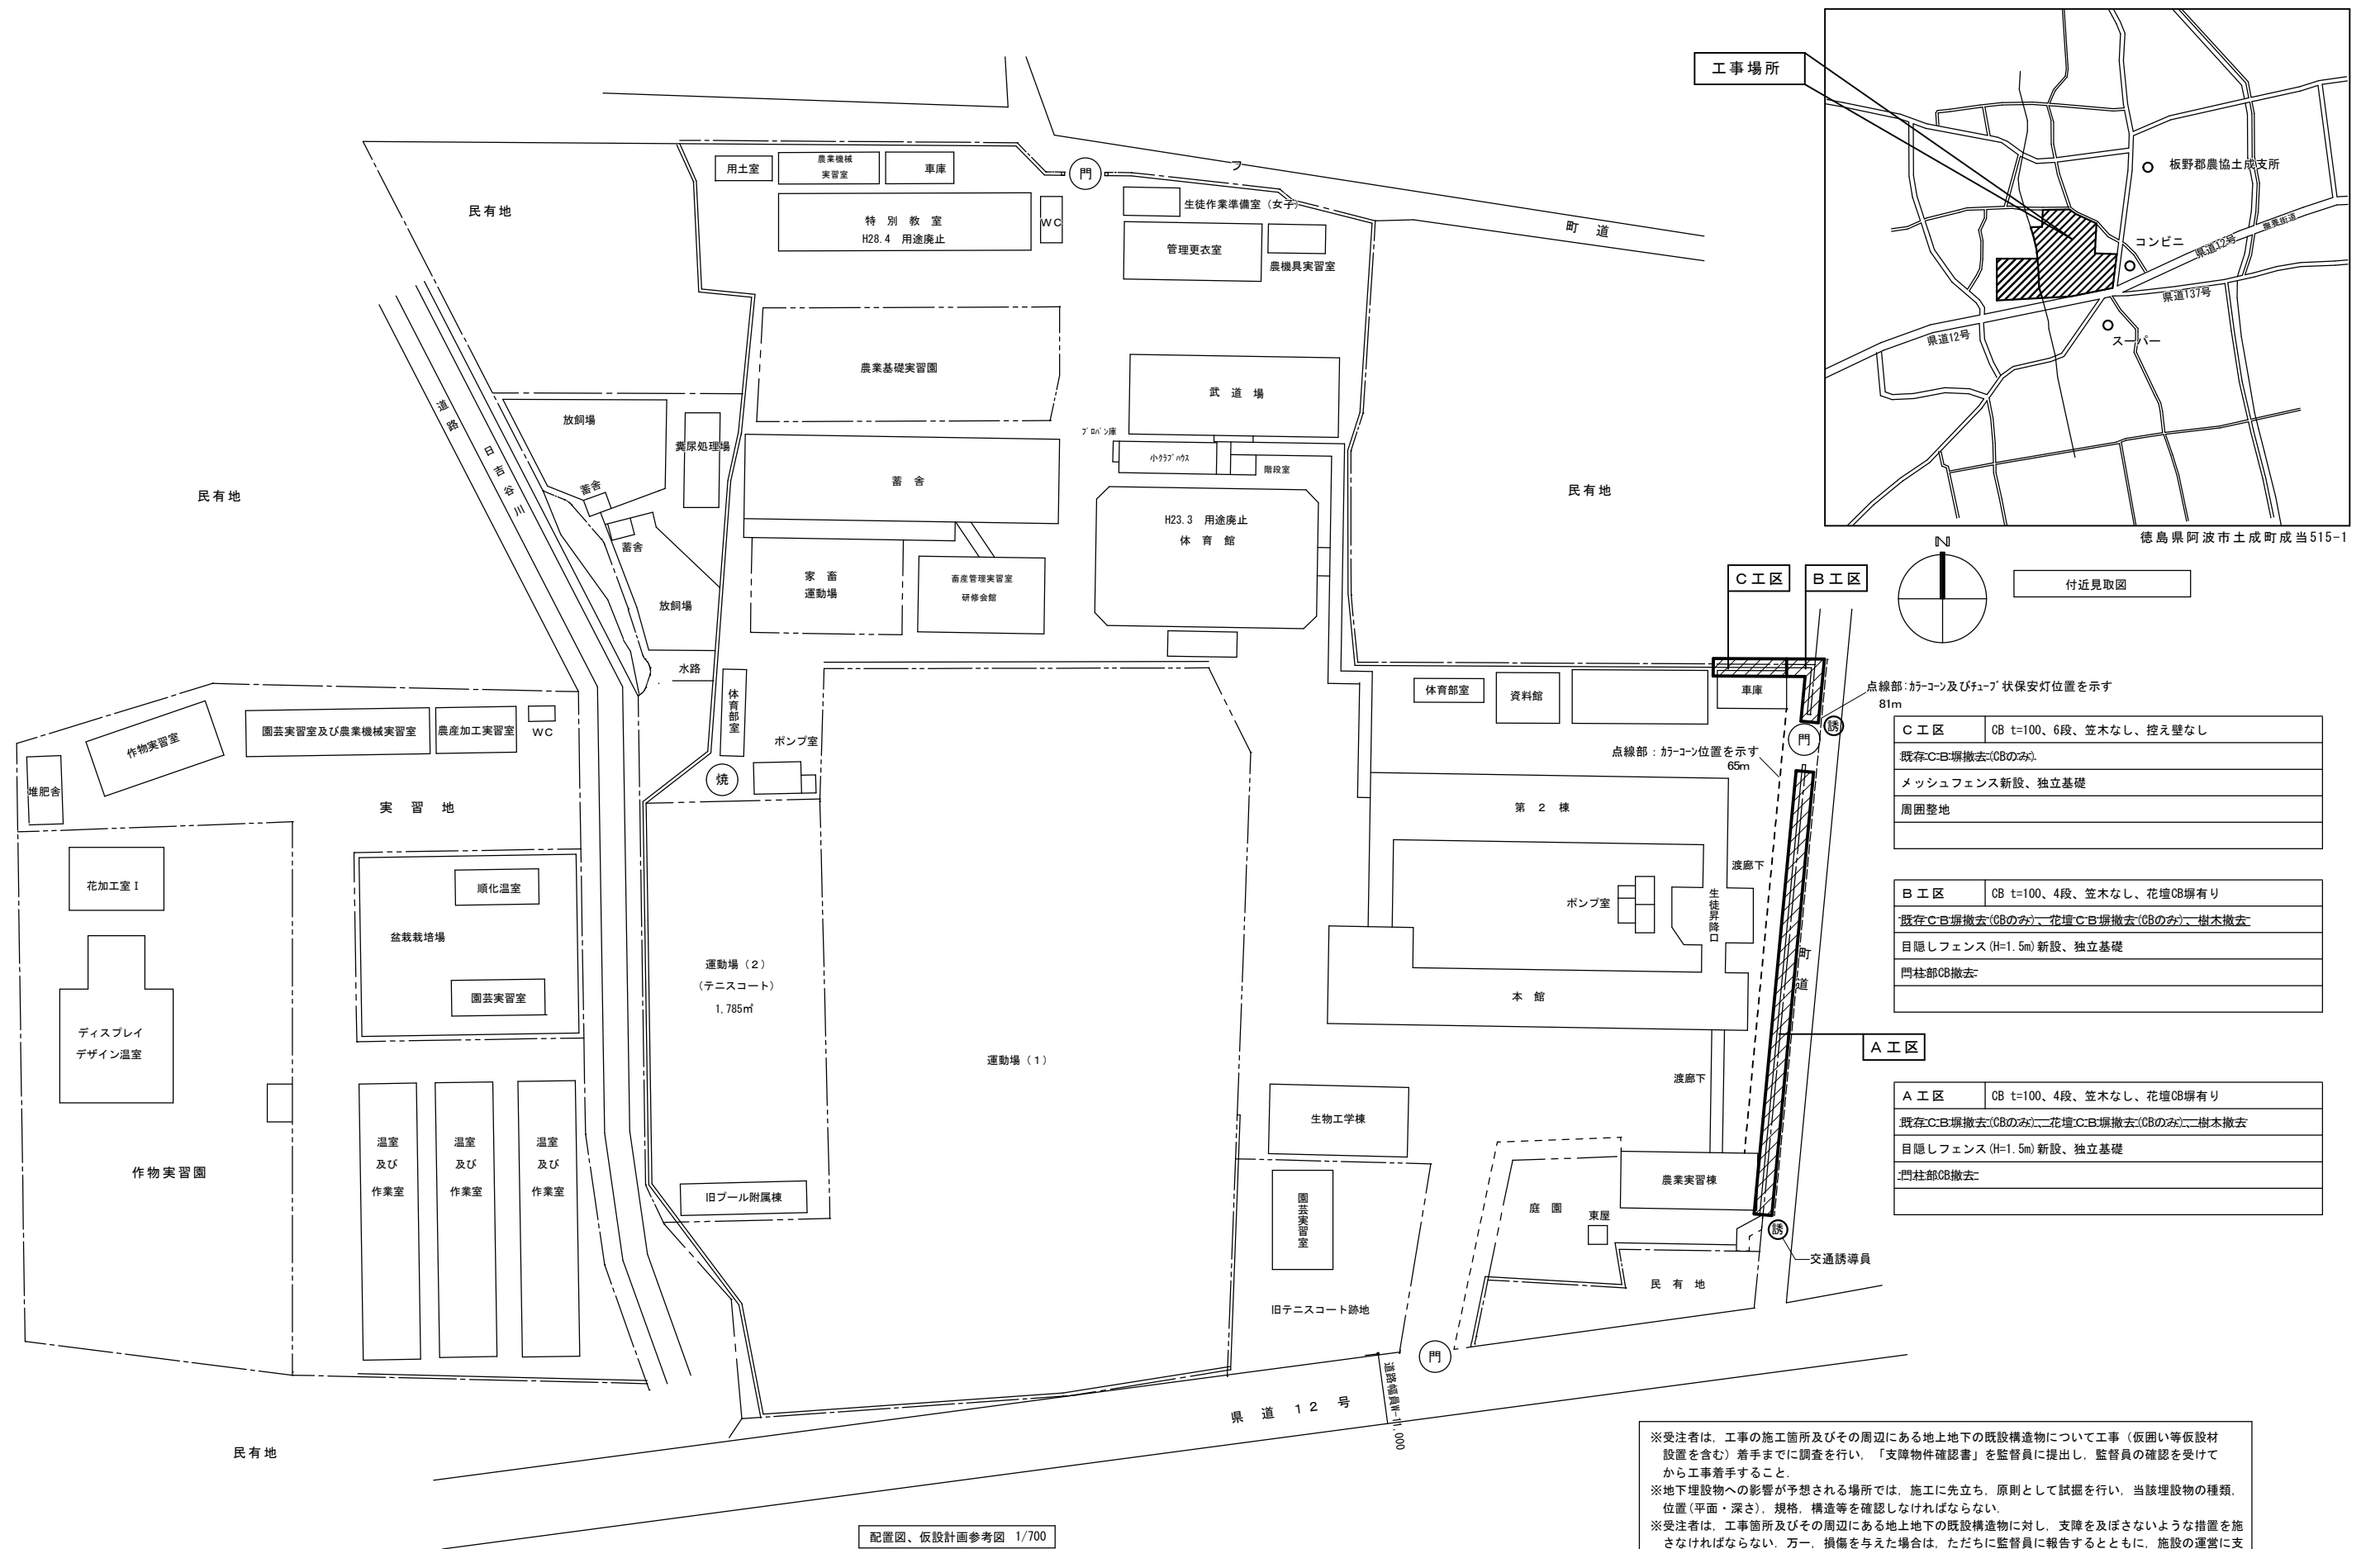 工事場所
板野郡農協土成支所
コンビニ
県道12号
撫養街道
県道137号
県道12号
スーパー
徳島県阿波市土成町成当515-1
N
付近見取図
フ
町 道
門
用土室
農業機械
実習室
車庫
特 別 教 室
H28.4 用途廃止
WC
生徒作業準備室(女子)
管理更衣室
農機具実習室
民有地
農業基礎実習園
武 道 場
プロパン庫
小クラブハウス
階段室
道路
日吉谷川
放飼場
糞尿処理場
蓄舎
蓄舎
放飼場
蓄 舎
H23.3 用途廃止
体 育 館
家 畜
運動場
畜産管理実習室
研修会館
民有地
民有地
水路
体育部室
ポンプ室
焼
体育部室
資料館
車庫
C工区
B工区
点線部:カラーコーン及びチューブ状保安灯位置を示す
81m
誘
門
点線部:カラーコーン位置を示す
65m
C工区 CB t=100、6段、笠木なし、控え壁なし
既存CB塀撤去(CBのみ)
メッシュフェンス新設、独立基礎
周囲整地
B工区 CB t=100、4段、笠木なし、花壇CB塀有り
既存CB塀撤去(CBのみ)、花壇CB塀撤去(CBのみ)、樹木撤去
目隠しフェンス(H=1.5m)新設、独立基礎
門柱部CB撤去
A工区
A工区 CB t=100、4段、笠木なし、花壇CB塀有り
既存CB塀撤去(CBのみ)、花壇CB塀撤去(CBのみ)、樹木撤去
目隠しフェンス(H=1.5m)新設、独立基礎
門柱部CB撤去
作物実習室
園芸実習室及び農業機械実習室
農産加工実習室
WC
堆肥舎
実 習 地
花加工室Ⅰ
順化温室
盆栽栽培場
園芸実習室
ディスプレイ
デザイン温室
作物実習園
温室
及び
作業室
温室
及び
作業室
温室
及び
作業室
運動場(2)
(テニスコート)
1,785㎡
旧プール附属棟
運動場(1)
第 2 棟
渡廊下
ポンプ室
生徒昇降口
本 館
町道
渡廊下
生物工学棟
園芸実習室
旧テニスコート跡地
農業実習棟
庭 園
東屋
民 有 地
誘
交通誘導員
門
道路幅員W=11,000
県 道 12 号
民有地
配置図、仮設計画参考図 1/700
※受注者は、工事の施工箇所及びその周辺にある地上地下の既設構造物について工事(仮囲い等仮設材
設置を含む)着手までに調査を行い、「支障物件確認書」を監督員に提出し、監督員の確認を受けて
から工事着手すること.
※地下埋設物への影響が予想される場所では、施工に先立ち、原則として試掘を行い、当該埋設物の種類、
位置(平面・深さ)、規格、構造等を確認しなければならない.
※受注者は、工事箇所及びその周辺にある地上地下の既設構造物に対し、支障を及ぼさないような措置を施
さなければならない.万一、損傷を与えた場合は、ただちに監督員に報告するとともに、施設の運営に支